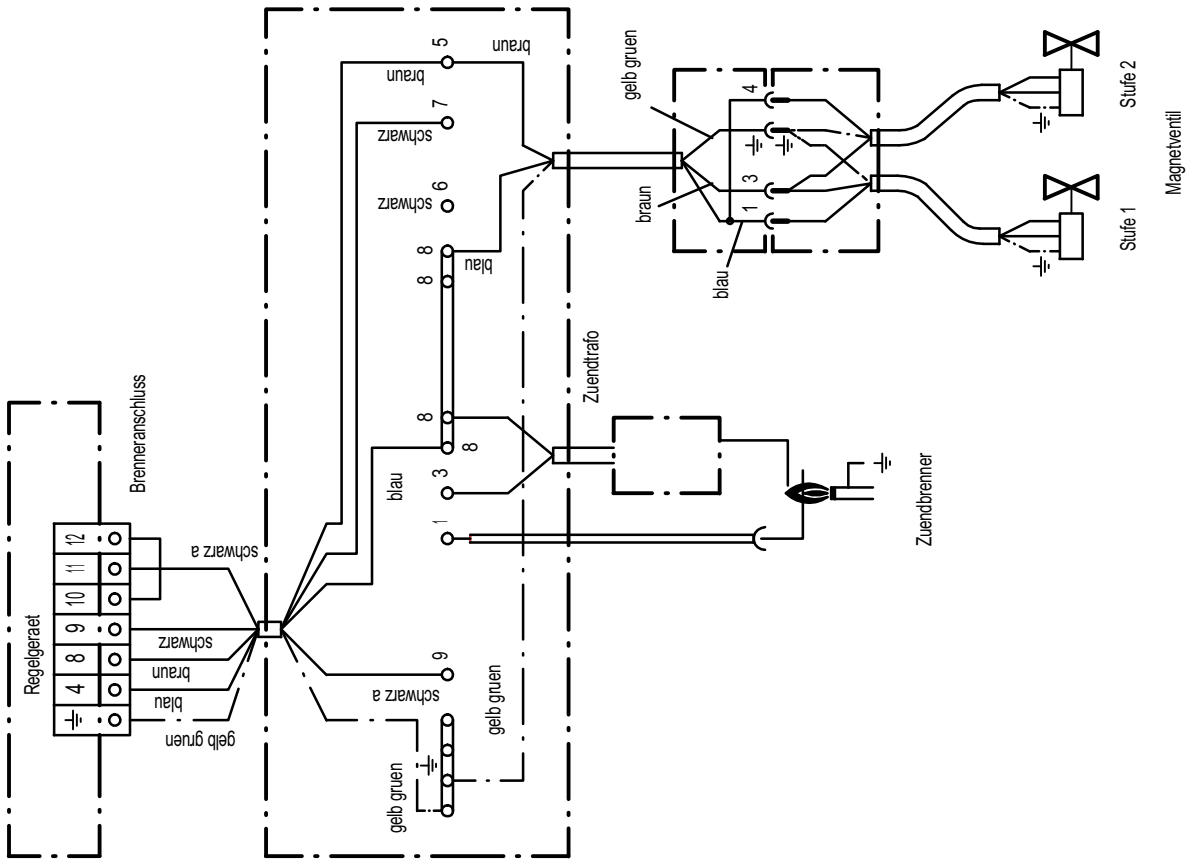 Regelgeraet
4 8 9 10 11 12
Brenneranschluss
gelb gruen
blau
braun
schwarz
schwarz a
gelb gruen
schwarz a
9
gelb gruen
1
3
blau
8
8
8
8
blau
6
schwarz
7
schwarz
5
braun
braun
Zuendtrafo
Zuendbrenner
gelb gruen
braun
blau
1
3
4
Stufe 1
Stufe 2
Magnetventil